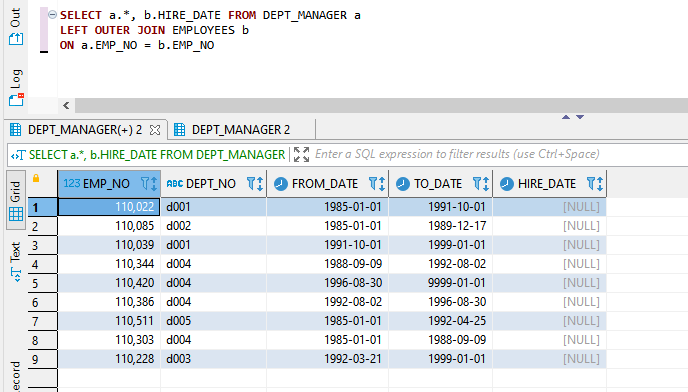 Out
SELECT a.*, b.HIRE_DATE FROM DEPT_MANAGER a
LEFT OUTER JOIN EMPLOYEES b
ON a.EMP_NO = b.EMP_NO
Log
DEPT_MANAGER(+) 2
DEPT_MANAGER 2
SELECT a.*, b.HIRE_DATE FROM DEPT_MANAGER
Enter a SQL expression to filter results (use Ctrl+Space)
Grid
Text
ecord
123 EMP_NO ABC DEPT_NO FROM_DATE TO_DATE HIRE_DATE
1 110,022 d001 1985-01-01 1991-10-01 [NULL]
2 110,085 d002 1985-01-01 1989-12-17 [NULL]
3 110,039 d001 1991-10-01 1999-01-01 [NULL]
4 110,344 d004 1988-09-09 1992-08-02 [NULL]
5 110,420 d004 1996-08-30 9999-01-01 [NULL]
6 110,386 d004 1992-08-02 1996-08-30 [NULL]
7 110,511 d005 1985-01-01 1992-04-25 [NULL]
8 110,303 d004 1985-01-01 1988-09-09 [NULL]
9 110,228 d003 1992-03-21 1999-01-01 [NULL]